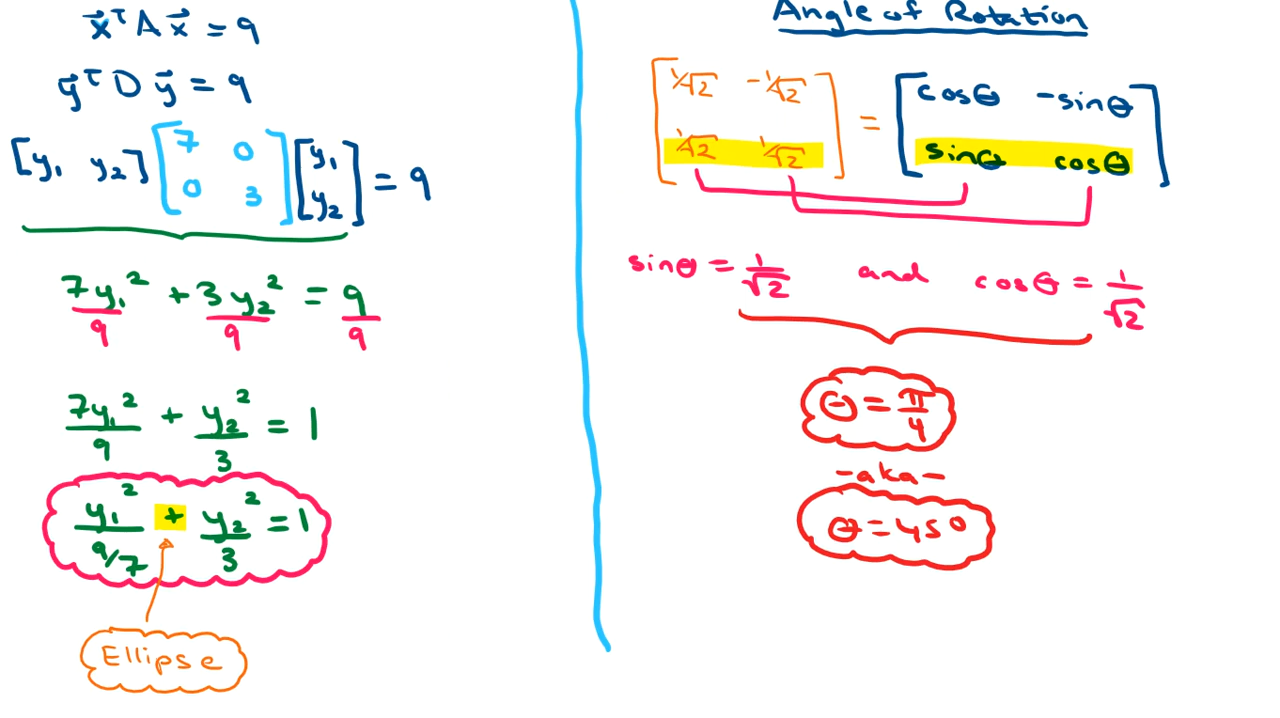 x⃗ᵀ A x⃗ = 9
y⃗ᵀ D y⃗ = 9
[y₁ y₂] [7 0; 0 3] [y₁; y₂] = 9
7y₁²/9 + 3y₂²/9 = 9/9
7y₁²/9 + y₂²/3 = 1
y₁²/(9/7) + y₂²/3 = 1
Ellipse
Angle of Rotation
[1/√2 -1/√2; 1/√2 1/√2] = [cosθ -sinθ; sinθ cosθ]
sinθ = 1/√2 and cosθ = 1/√2
θ = π/4
-aka-
θ = 45°